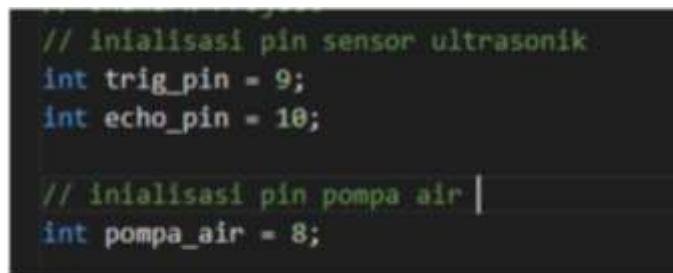 // inialisasi pin sensor ultrasonik
int trig_pin = 9;
int echo_pin = 10;
// inialisasi pin pompa air
int pompa_air = 8;